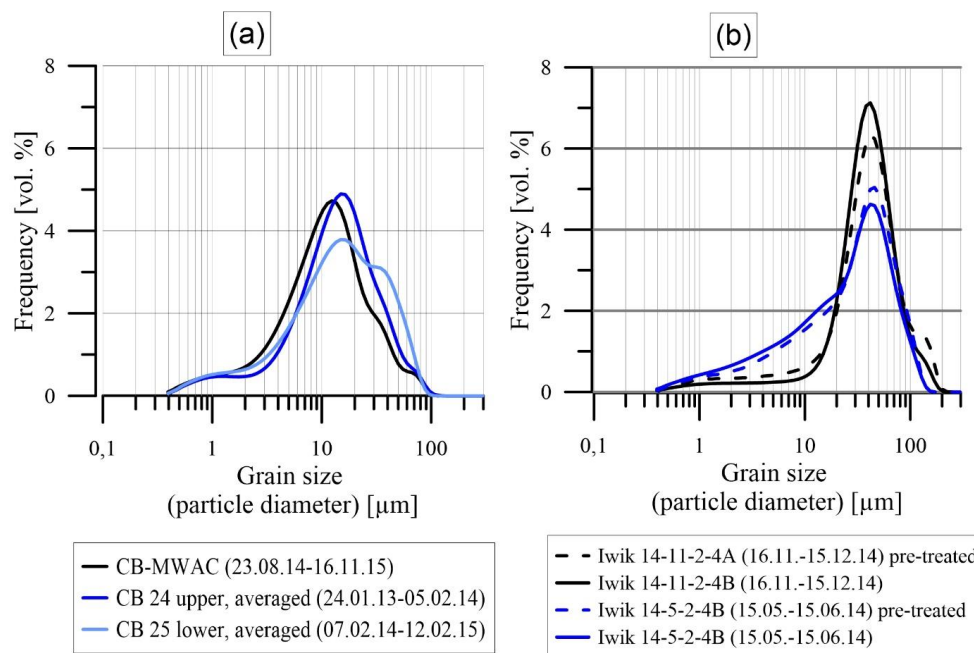 (a)
8
6
4
2
0
Frequency [vol. %]
0,1 1 10 100
Grain size
(particle diameter) [µm]
CB-MWAC (23.08.14-16.11.15)
CB 24 upper, averaged (24.01.13-05.02.14)
CB 25 lower, averaged (07.02.14-12.02.15)
(b)
8
6
4
2
0
Frequency [vol. %]
0,1 1 10 100
Grain size
(particle diameter) [µm]
Iwik 14-11-2-4A (16.11.-15.12.14) pre-treated
Iwik 14-11-2-4B (16.11.-15.12.14)
Iwik 14-5-2-4B (15.05.-15.06.14) pre-treated
Iwik 14-5-2-4B (15.05.-15.06.14)